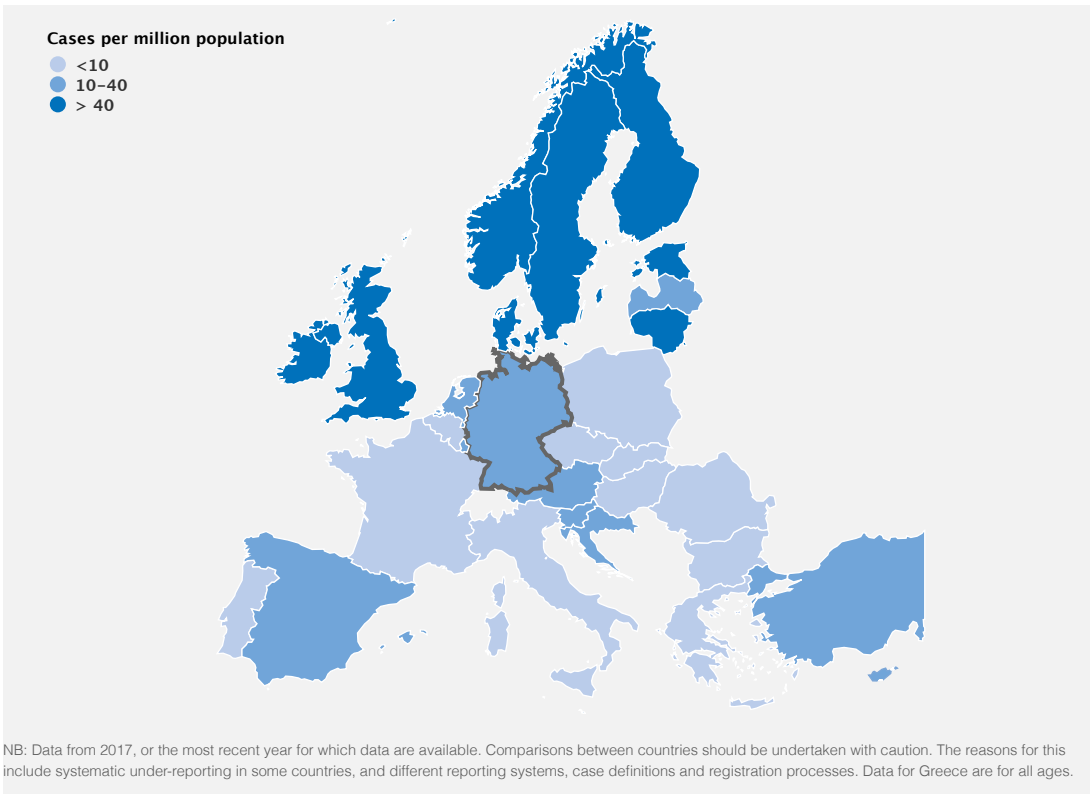 Cases per million population
<10
10–40
> 40
NB: Data from 2017, or the most recent year for which data are available. Comparisons between countries should be undertaken with caution. The reasons for this
include systematic under-reporting in some countries, and different reporting systems, case definitions and registration processes. Data for Greece are for all ages.